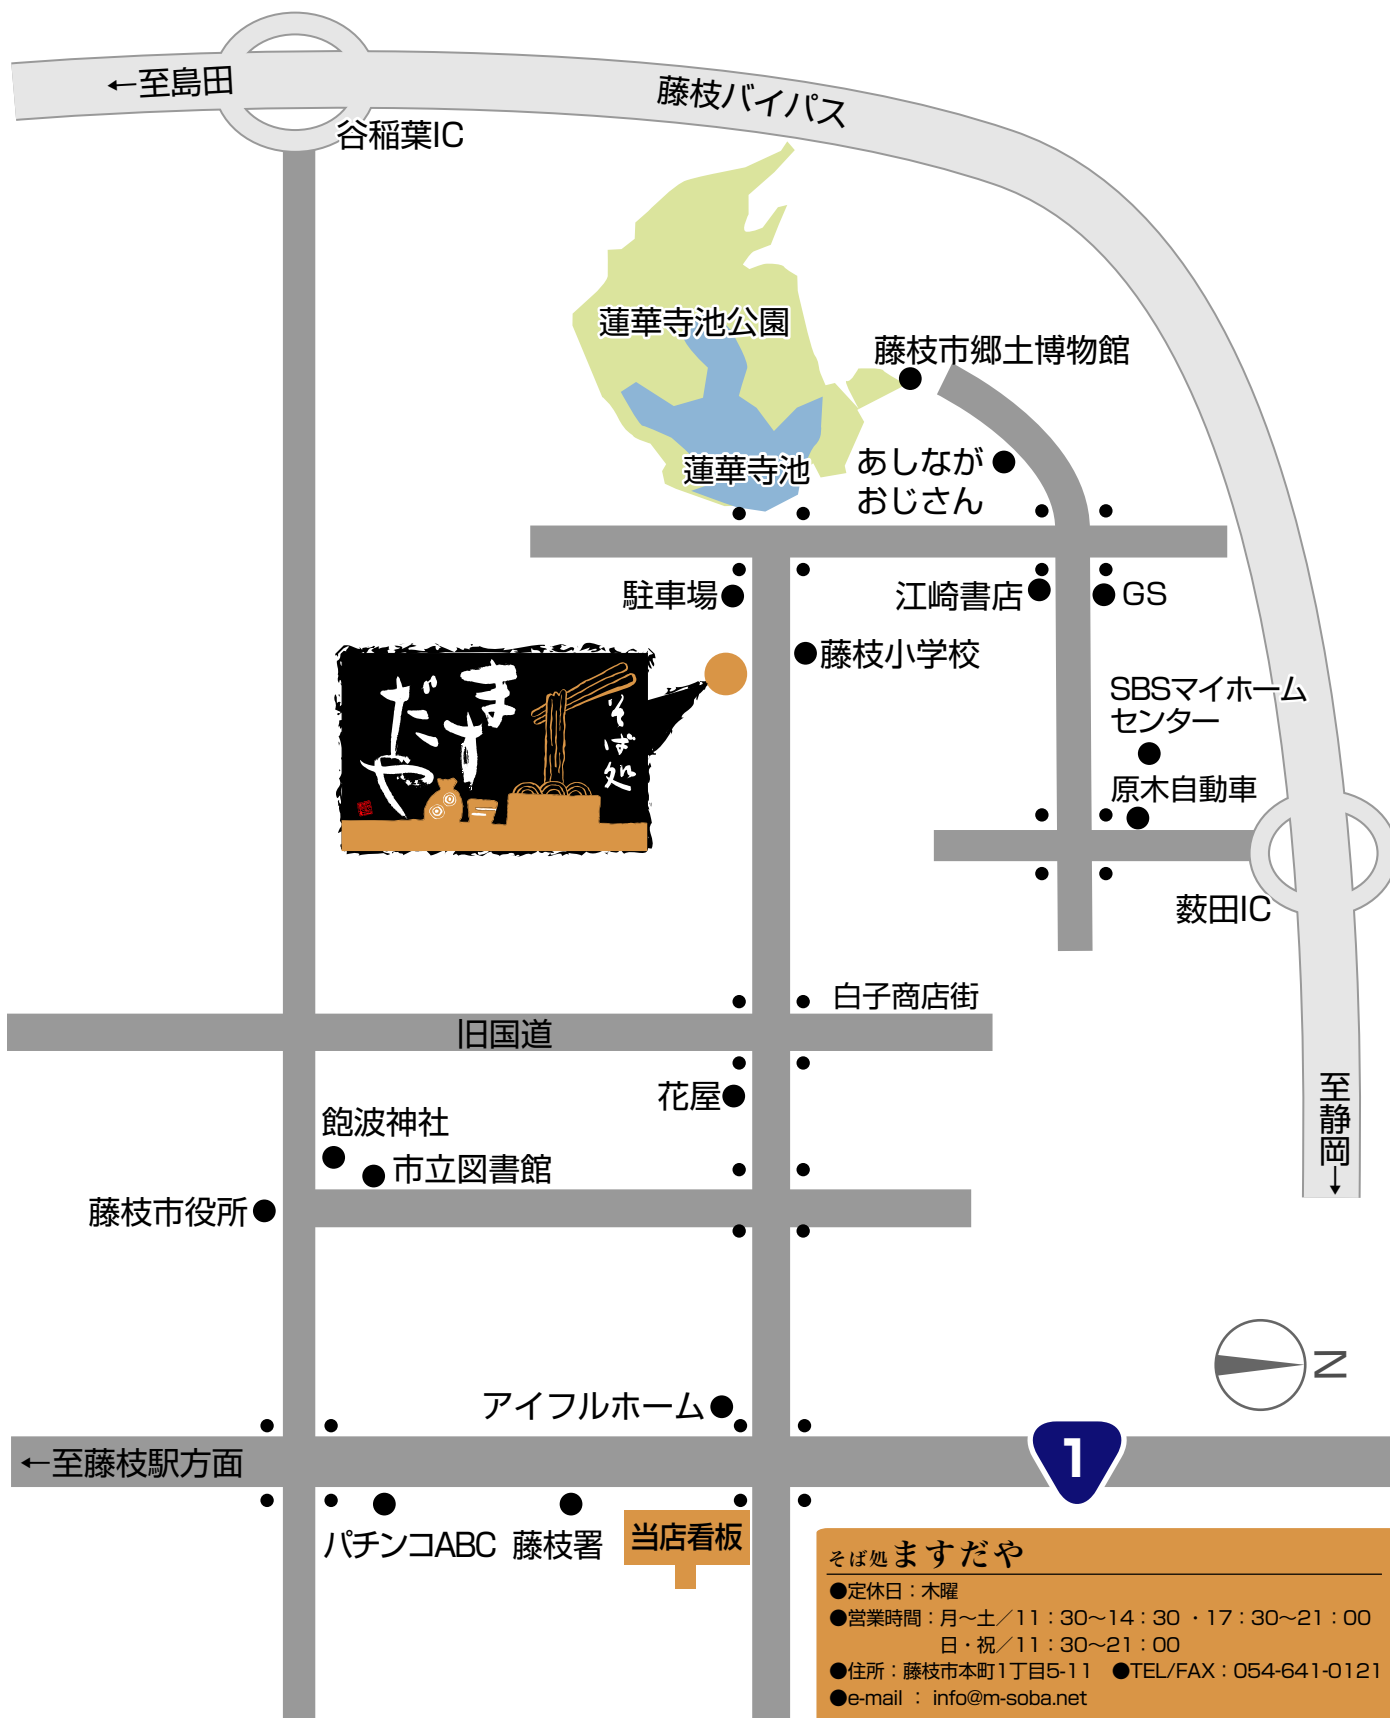 ←至島田
藤枝バイパス
谷稲葉IC
蓮華寺池公園
藤枝市郷土博物館
蓮華寺池
あしなが
おじさん
駐車場
江崎書店
GS
藤枝小学校
そば処
ますだや
SBSマイホーム
センター
原木自動車
薮田IC
白子商店街
旧国道
花屋
至静岡→
飽波神社
市立図書館
藤枝市役所
N
アイフルホーム
←至藤枝駅方面
1
パチンコABC
藤枝署
当店看板
そば処ますだや
●定休日：木曜
●営業時間：月〜土／11：30〜14：30 ・17：30〜21：00
日・祝／11：30〜21：00
●住所：藤枝市本町1丁目5-11 ●TEL/FAX：054-641-0121
●e-mail ： info@m-soba.net